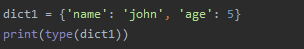 dict1 = {'name': 'john', 'age': 5}
print(type(dict1))